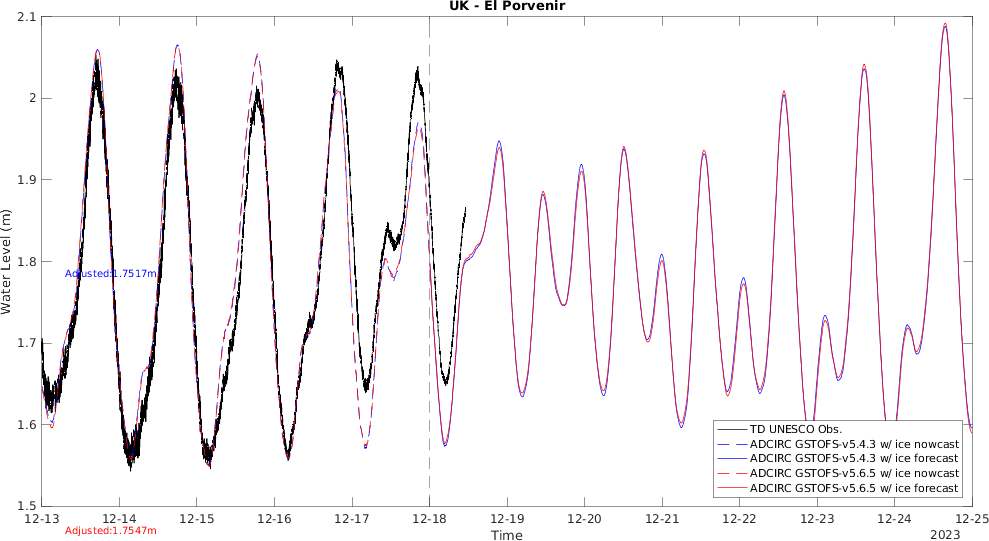 UK - El Porvenir
2.1
2
1.9
1.8
1.7
1.6
1.5
Water Level (m)
Adjusted:1.7517m
Adjusted:1.7547m
TD UNESCO Obs.
ADCIRC GSTOFS-v5.4.3 w/ ice nowcast
ADCIRC GSTOFS-v5.4.3 w/ ice forecast
ADCIRC GSTOFS-v5.6.5 w/ ice nowcast
ADCIRC GSTOFS-v5.6.5 w/ ice forecast
12-13 12-14 12-15 12-16 12-17 12-18 12-19 12-20 12-21 12-22 12-23 12-24 12-25
Time
2023